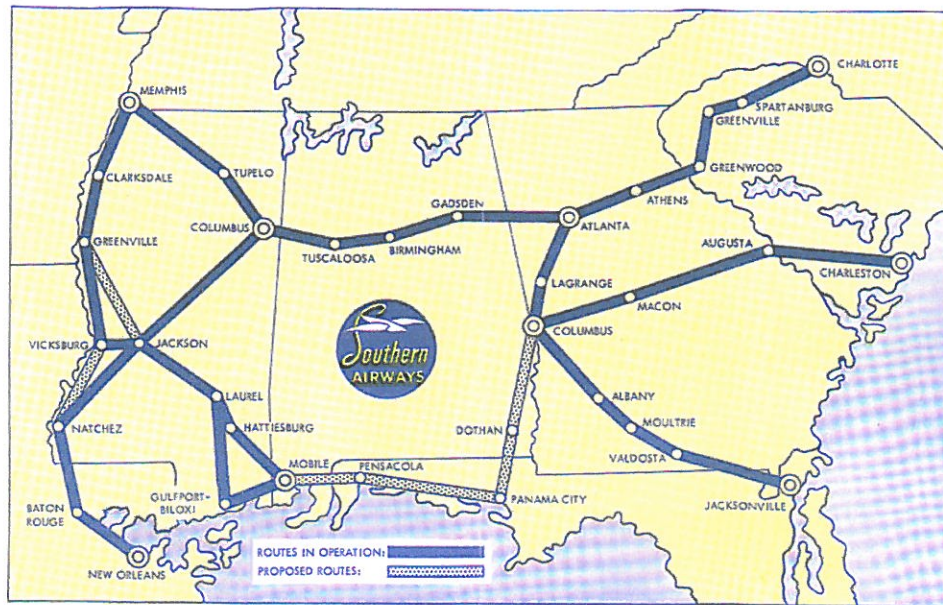 CHARLOTTE
MEMPHIS
SPARTANBURG
GREENVILLE
CLARKSDALE
TUPELO
GREENWOOD
ATHENS
GADSDEN
COLUMBUS
ATLANTA
GREENVILLE
TUSCALOOSA
BIRMINGHAM
AUGUSTA
CHARLESTON
LAGRANGE
MACON
COLUMBUS
VICKSBURG
JACKSON
Southern
AIRWAYS
LAUREL
ALBANY
NATCHEZ
HATTIESBURG
MOULTRIE
DOTHAN
VALDOSTA
MOBILE
PENSACOLA
GULFPORT-
BILOXI
PANAMA CITY
JACKSONVILLE
BATON
ROUGE
NEW ORLEANS
ROUTES IN OPERATION:
PROPOSED ROUTES: